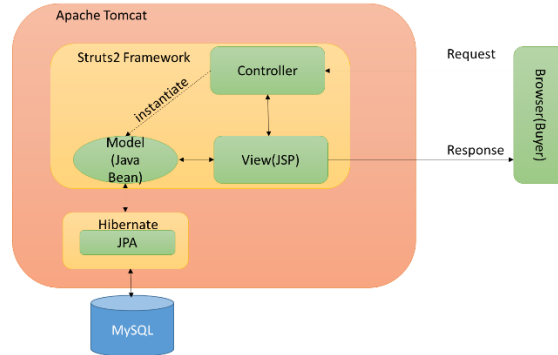 Apache Tomcat
Struts2 Framework
Controller
Request
instantiate
Browser(Buyer)
Model
(Java
Bean)
View(JSP)
Response
Hibernate
JPA
MySQL